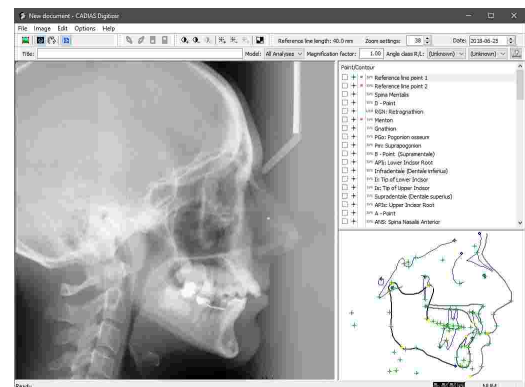 New document - CADIAS Digitizer
File Image Edit Options Help
Reference line length: 40.0 mm Zoom settings: 38 Date: 2018-06-25
Title: Model: All Analyses Magnification factor: 1.00 Angle class R/L: (Unknown) (Unknown)
Point/Contour
Reference line point 1
Reference line point 2
Spina Mentalis
D - Point
RGN: Retrognathion
Menton
Gnathion
PGo: Pogonion osseum
Pm: Suprapogonion
B - Point (Supramentale)
APIi: Lower Incisor Root
Infradentale (Dentale inferius)
Ii: Tip of Lower Incisor
Is: Tip of Upper Incisor
Supradentale (Dentale superius)
APIs: Upper Incisor Root
A - Point
ANS: Spina Nasalis Anterior
Ready NUM